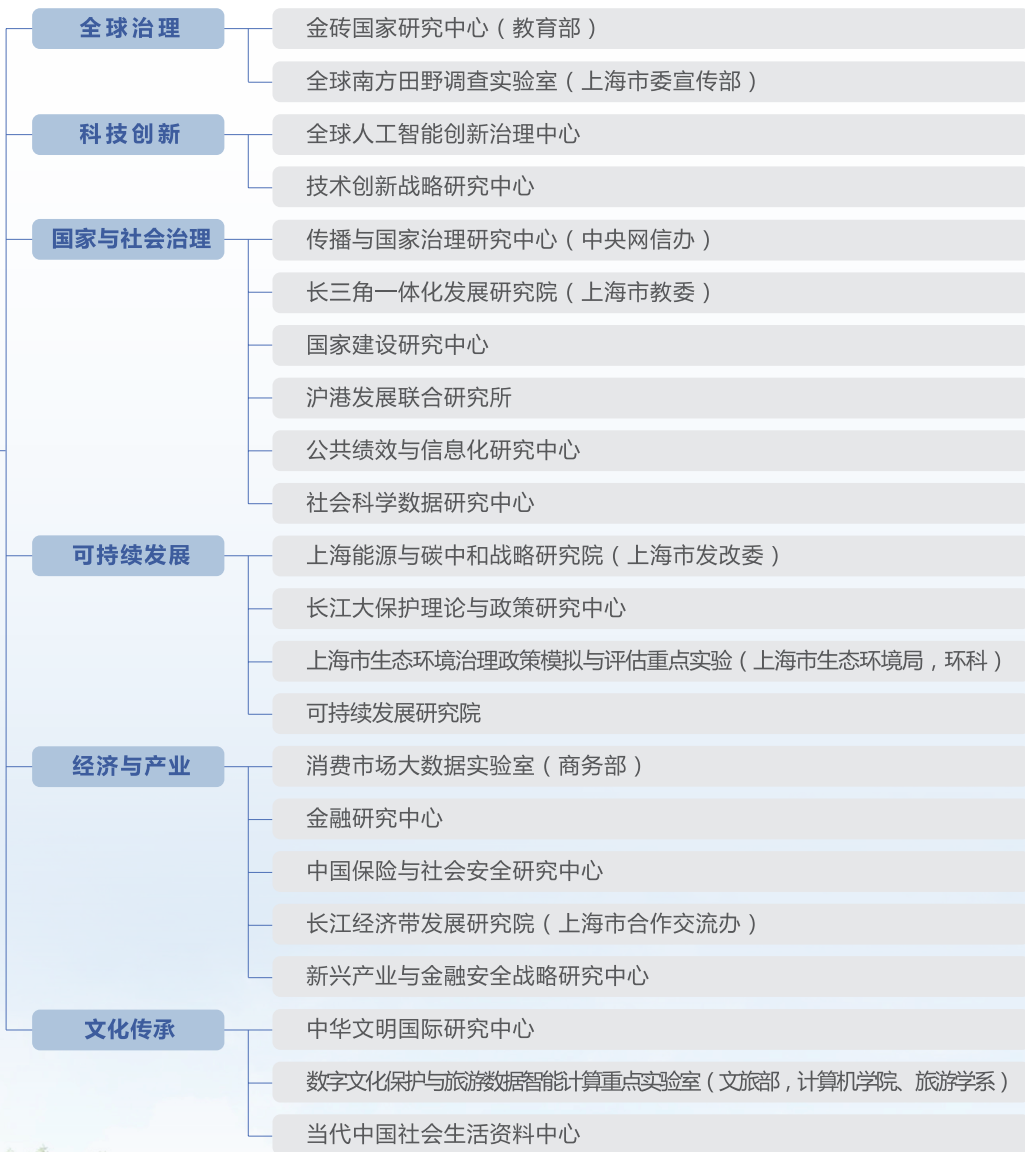 全球治理
金砖国家研究中心（教育部）
全球南方田野调查实验室（上海市委宣传部）
科技创新
全球人工智能创新治理中心
技术创新战略研究中心
国家与社会治理
传播与国家治理研究中心（中央网信办）
长三角一体化发展研究院（上海市教委）
国家建设研究中心
沪港发展联合研究所
公共绩效与信息化研究中心
社会科学数据研究中心
可持续发展
上海能源与碳中和战略研究院（上海市发改委）
长江大保护理论与政策研究中心
上海市生态环境治理政策模拟与评估重点实验（上海市生态环境局，环科）
可持续发展研究院
经济与产业
消费市场大数据实验室（商务部）
金融研究中心
中国保险与社会安全研究中心
长江经济带发展研究院（上海市合作交流办）
新兴产业与金融安全战略研究中心
文化传承
中华文明国际研究中心
数字文化保护与旅游数据智能计算重点实验室（文旅部，计算机学院、旅游学系）
当代中国社会生活资料中心